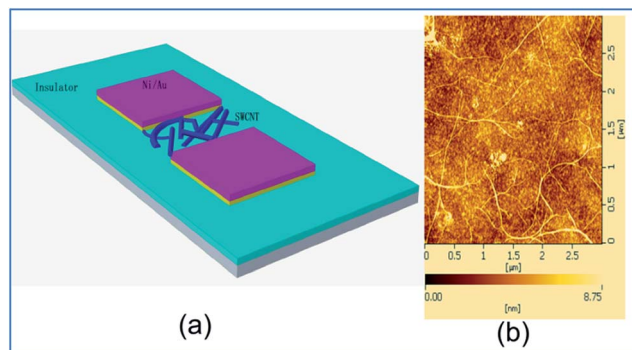 Insulator
Ni/Au
SWCNT
(a)
2.5
2
1.5
1
0.5
0
[μm]
0 0.5 1 1.5 2 2.5
[μm]
0.00 8.75
[nm]
(b)